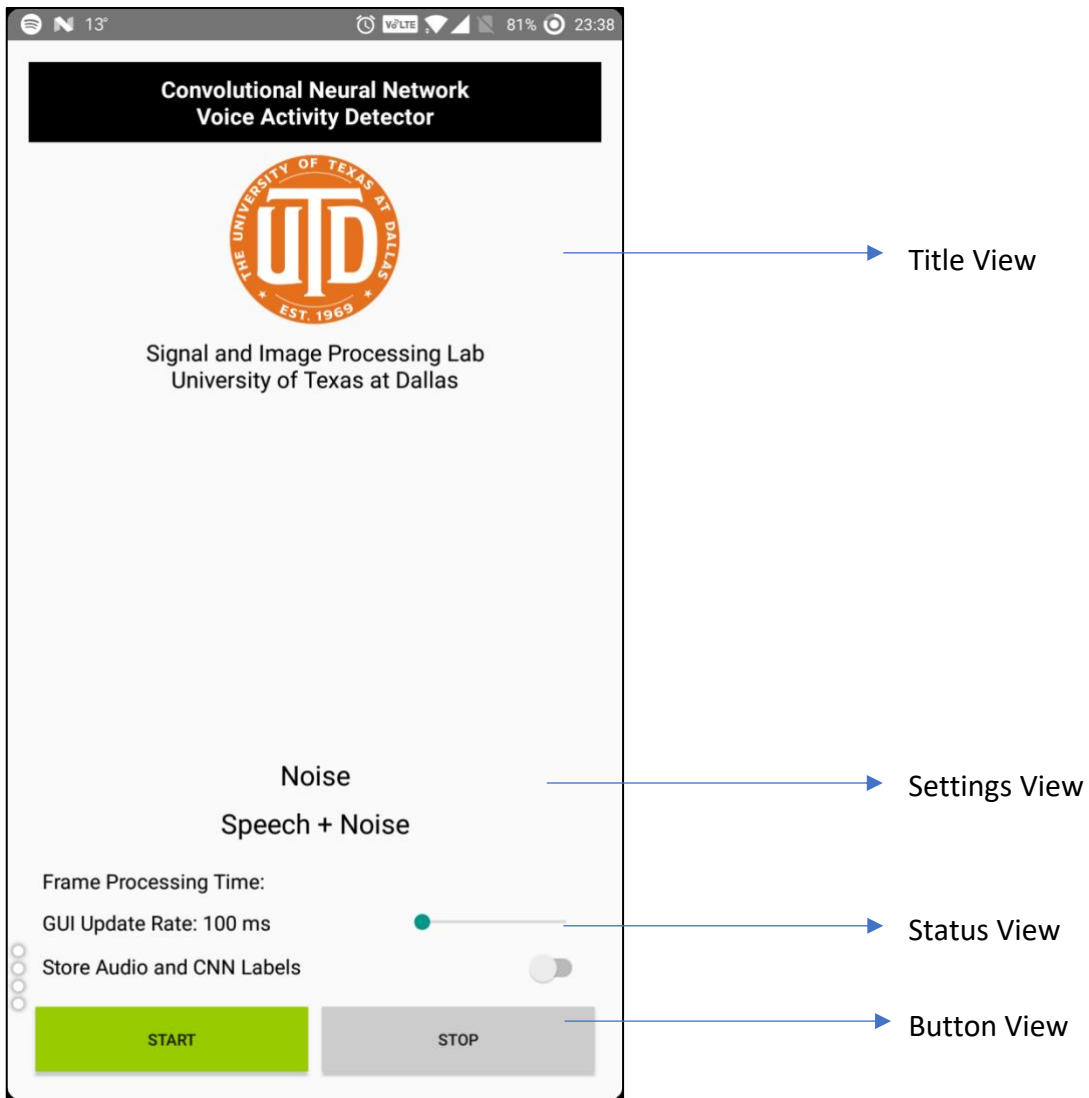 13°
VoLTE
81%
23:38
Convolutional Neural Network
Voice Activity Detector
THE UNIVERSITY OF TEXAS AT DALLAS
UTD
EST. 1969
Title View
Signal and Image Processing Lab
University of Texas at Dallas
Noise
Settings View
Speech + Noise
Frame Processing Time:
GUI Update Rate: 100 ms
Status View
Store Audio and CNN Labels
START
STOP
Button View